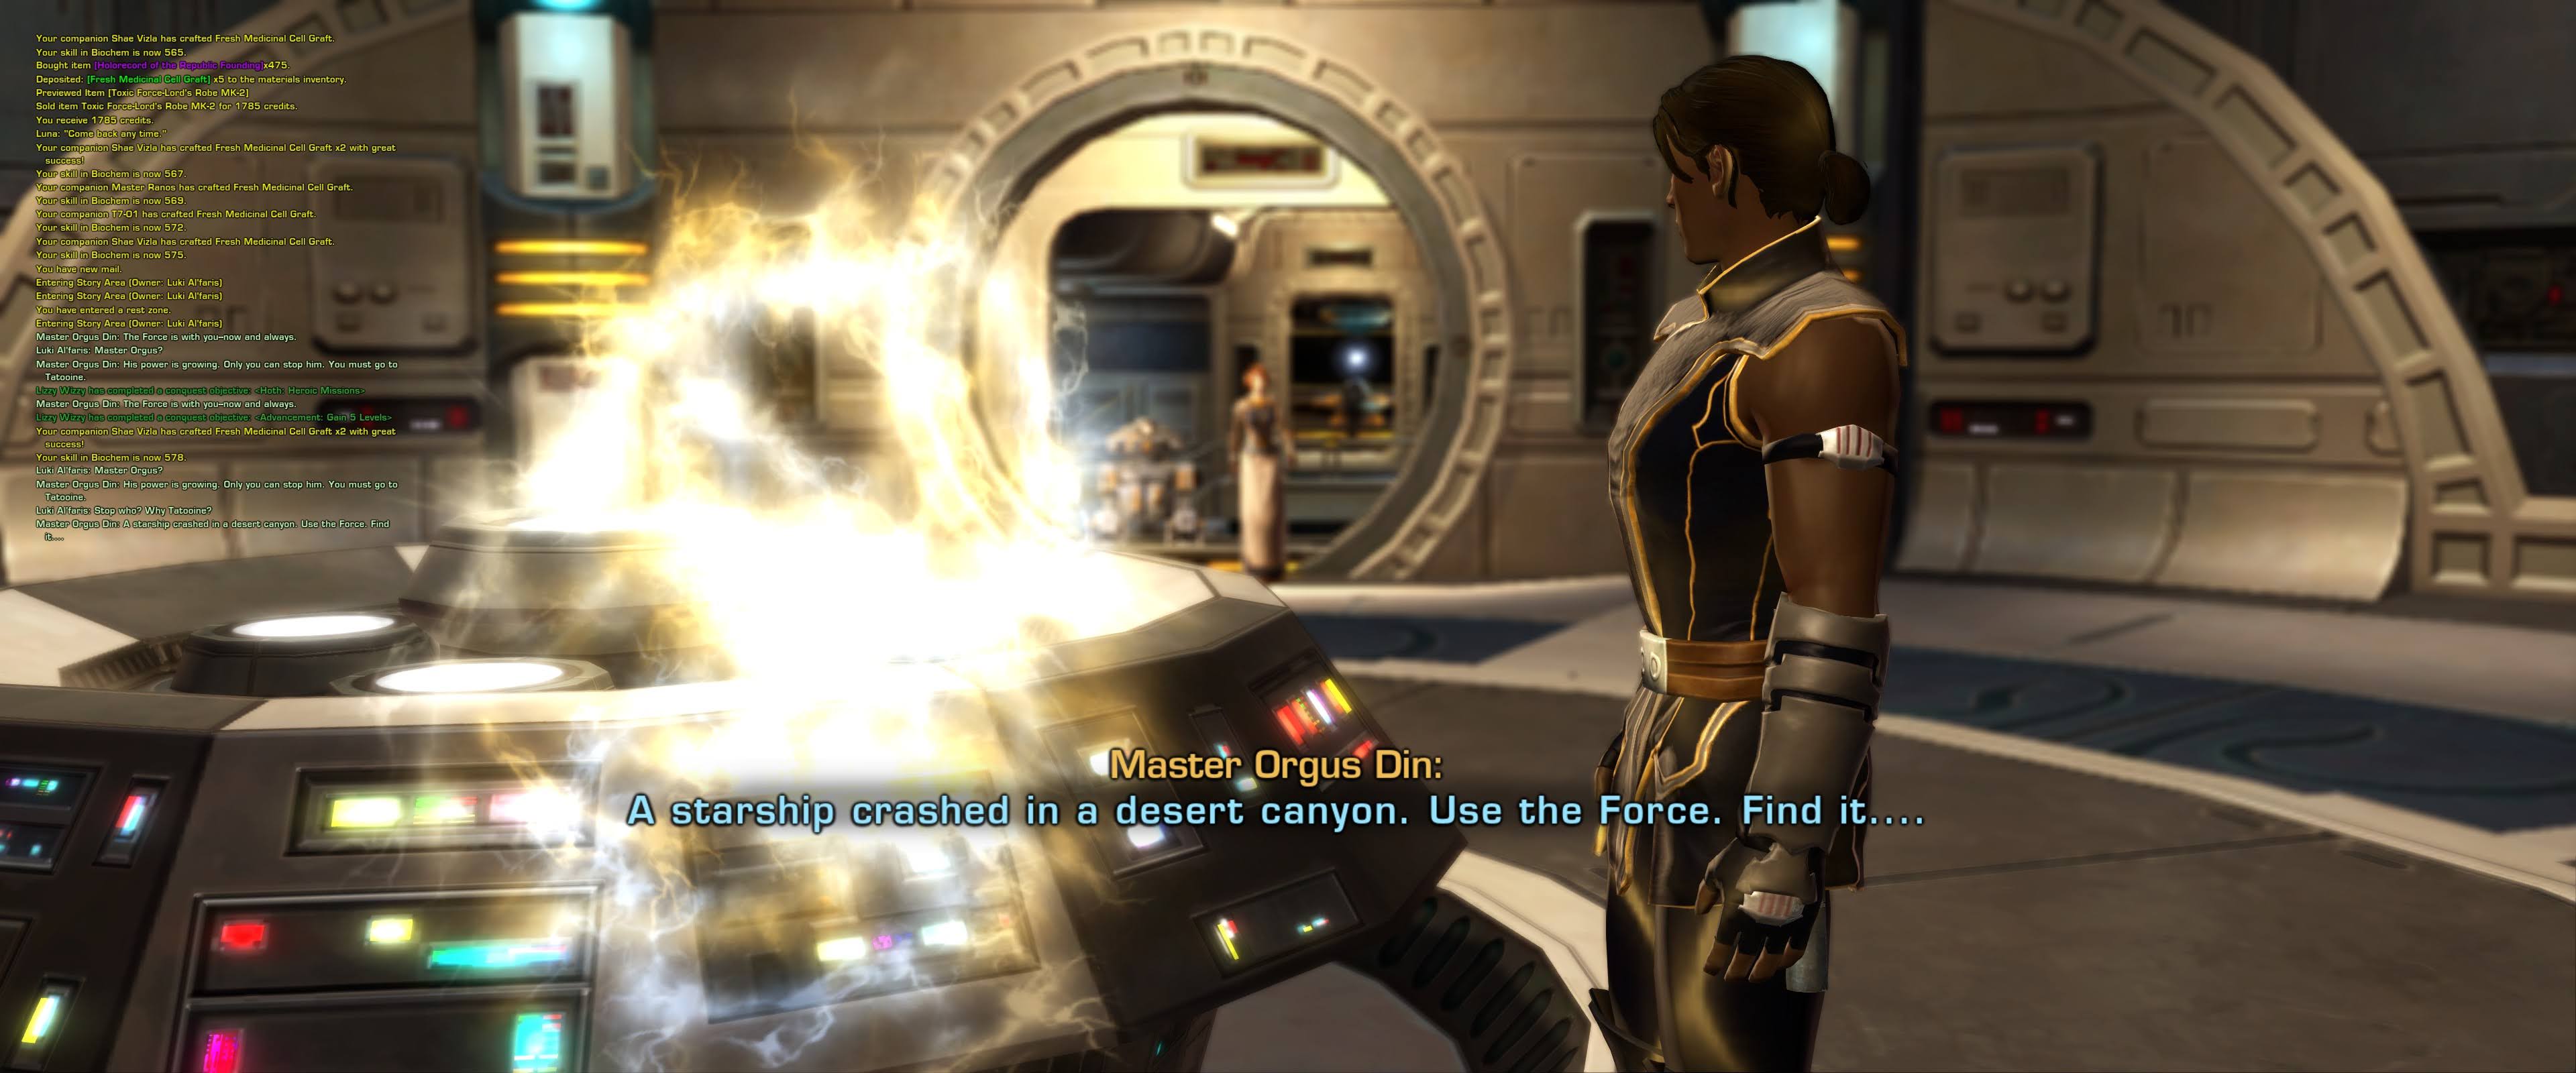 Your companion Shae Vizla has crafted Fresh Medicinal Cell Graft.
Your skill in Biochem is now 565.
Bought item [Holorecord of the Republic Founding]x475.
Deposited: [Fresh Medicinal Cell Graft] x5 to the materials inventory.
Previewed Item [Toxic Force-Lord's Robe MK-2]
Sold item Toxic Force-Lord's Robe MK-2 for 1785 credits.
You receive 1785 credits.
Luna: "Come back any time."
Your companion Shae Vizla has crafted Fresh Medicinal Cell Graft x2 with great
success!
Your skill in Biochem is now 567.
Your companion Master Ranos has crafted Fresh Medicinal Cell Graft.
Your skill in Biochem is now 569.
Your companion T7-O1 has crafted Fresh Medicinal Cell Graft.
Your skill in Biochem is now 572.
Your companion Shae Vizla has crafted Fresh Medicinal Cell Graft.
Your skill in Biochem is now 575.
You have new mail.
Entering Story Area (Owner: Luki Al'faris)
Entering Story Area (Owner: Luki Al'faris)
You have entered a rest zone.
Entering Story Area (Owner: Luki Al'faris)
Master Orgus Din: The Force is with you–now and always.
Luki Al'faris: Master Orgus?
Master Orgus Din: His power is growing. Only you can stop him. You must go to
Tatooine.
Lizzy Wizzy has completed a conquest objective: <Hoth: Heroic Missions>
Master Orgus Din: The Force is with you–now and always.
Lizzy Wizzy has completed a conquest objective: <Advancement: Gain 5 Levels>
Your companion Shae Vizla has crafted Fresh Medicinal Cell Graft x2 with great
success!
Your skill in Biochem is now 578.
Luki Al'faris: Master Orgus?
Master Orgus Din: His power is growing. Only you can stop him. You must go to
Tatooine.
Luki Al'faris: Stop who? Why Tatooine?
Master Orgus Din: A starship crashed in a desert canyon. Use the Force. Find
it....
Master Orgus Din:
A starship crashed in a desert canyon. Use the Force. Find it....